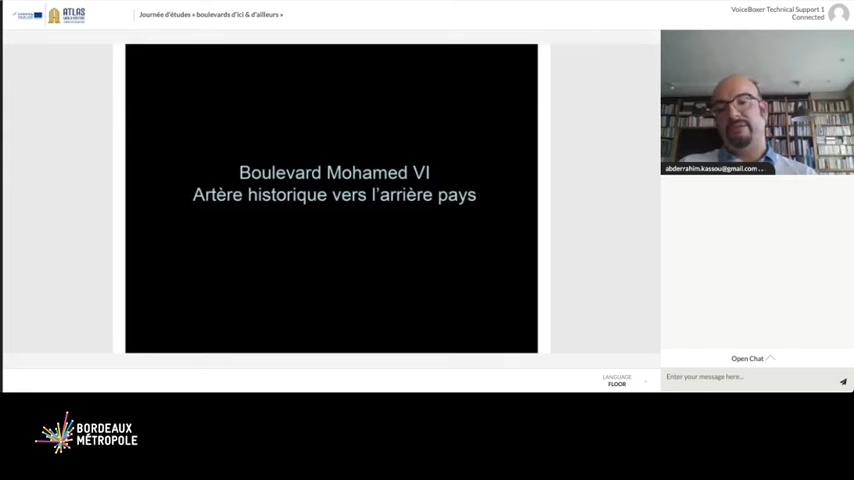 ATLAS
Journée d'études « boulevards d'ici & d'ailleurs »
VoiceBoxer Technical Support 1
Connected
Boulevard Mohamed VI
Artère historique vers l'arrière pays
abderrahim.kassou@gmail.com ...
Open Chat
LANGUAGE
FLOOR
Enter your message here...
BORDEAUX
MÉTROPOLE